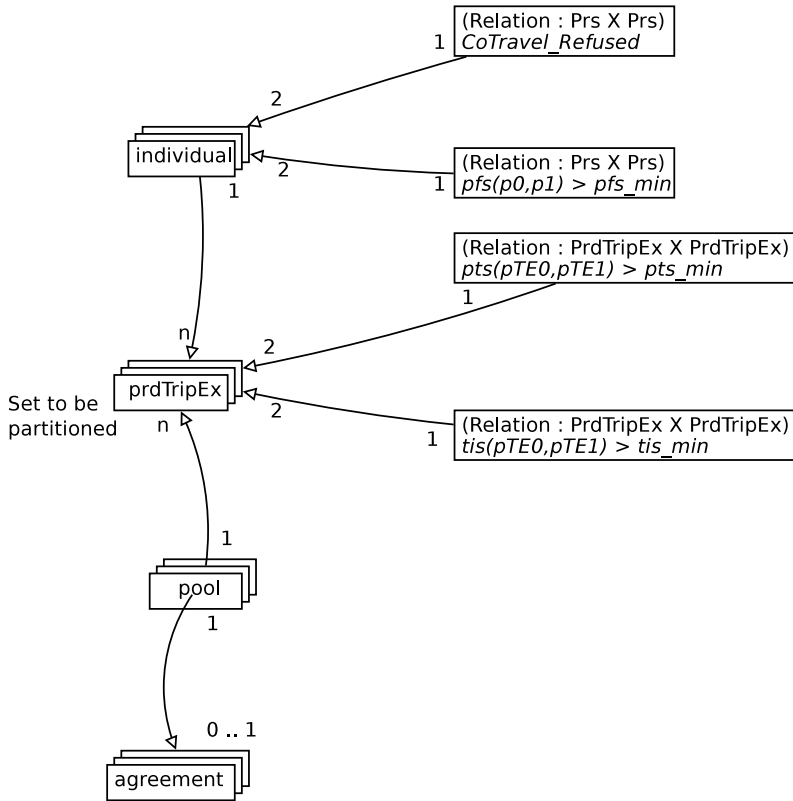 (Relation : Prs X Prs)
CoTravel_Refused
1
2
individual
1
2
(Relation : Prs X Prs)
pfs(p0,p1) > pfs_min
1
(Relation : PrdTripEx X PrdTripEx)
pts(pTE0,pTE1) > pts_min
1
n
2
prdTripEx
Set to be
partitioned
n
2
(Relation : PrdTripEx X PrdTripEx)
tis(pTE0,pTE1) > tis_min
1
1
pool
1
0 .. 1
agreement